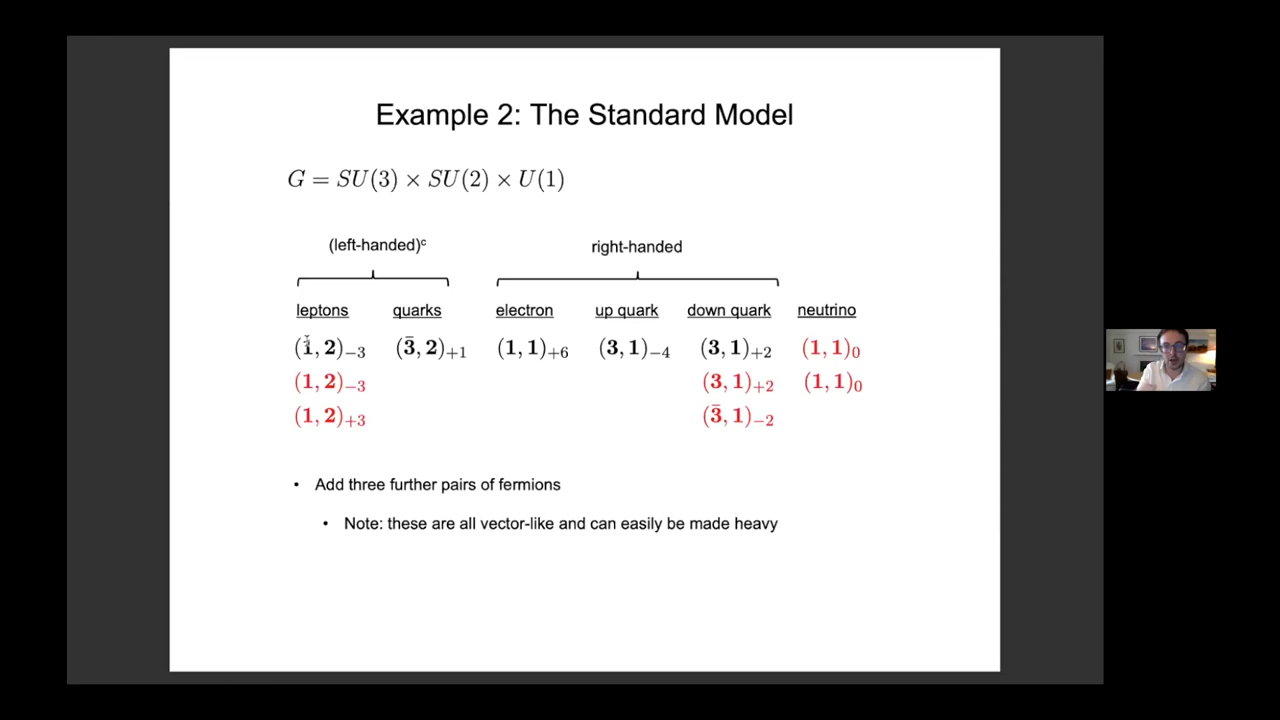 Example 2: The Standard Model
G = SU(3) × SU(2) × U(1)
(left-handed)ᶜ right-handed
leptons quarks electron up quark down quark neutrino
(1, 2)₋₃ (3̄, 2)₊₁ (1, 1)₊₆ (3, 1)₋₄ (3, 1)₊₂ (1, 1)₀
(1, 2)₋₃ (3, 1)₊₂ (1, 1)₀
(1, 2)₊₃ (3̄, 1)₋₂
• Add three further pairs of fermions
• Note: these are all vector-like and can easily be made heavy